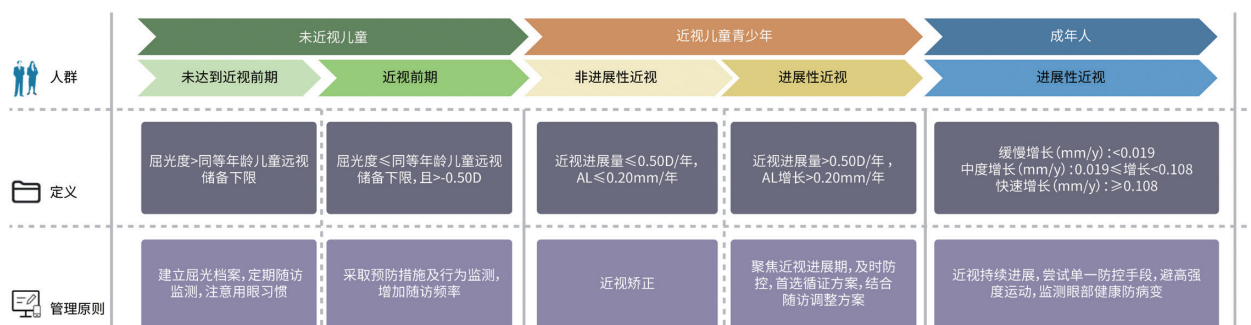 未近视儿童
近视儿童青少年
成年人
人群
未达到近视前期
近视前期
非进展性近视
进展性近视
进展性近视
定义
屈光度>同等年龄儿童远视
储备下限
屈光度≤同等年龄儿童远视
储备下限,且>-0.50D
近视进展量≤0.50D/年,
AL≤0.20mm/年
近视进展量>0.50D/年,
AL增长>0.20mm/年
缓慢增长(mm/y):<0.019
中度增长(mm/y):0.019≤增长<0.108
快速增长(mm/y):≥0.108
管理原则
建立屈光档案,定期随访
监测,注意用眼习惯
采取预防措施及行为监测,
增加随访频率
近视矫正
聚焦近视进展期,及时防
控,首选循证方案,结合
随访调整方案
近视持续进展,尝试单一防控手段,避高强
度运动,监测眼部健康防病变